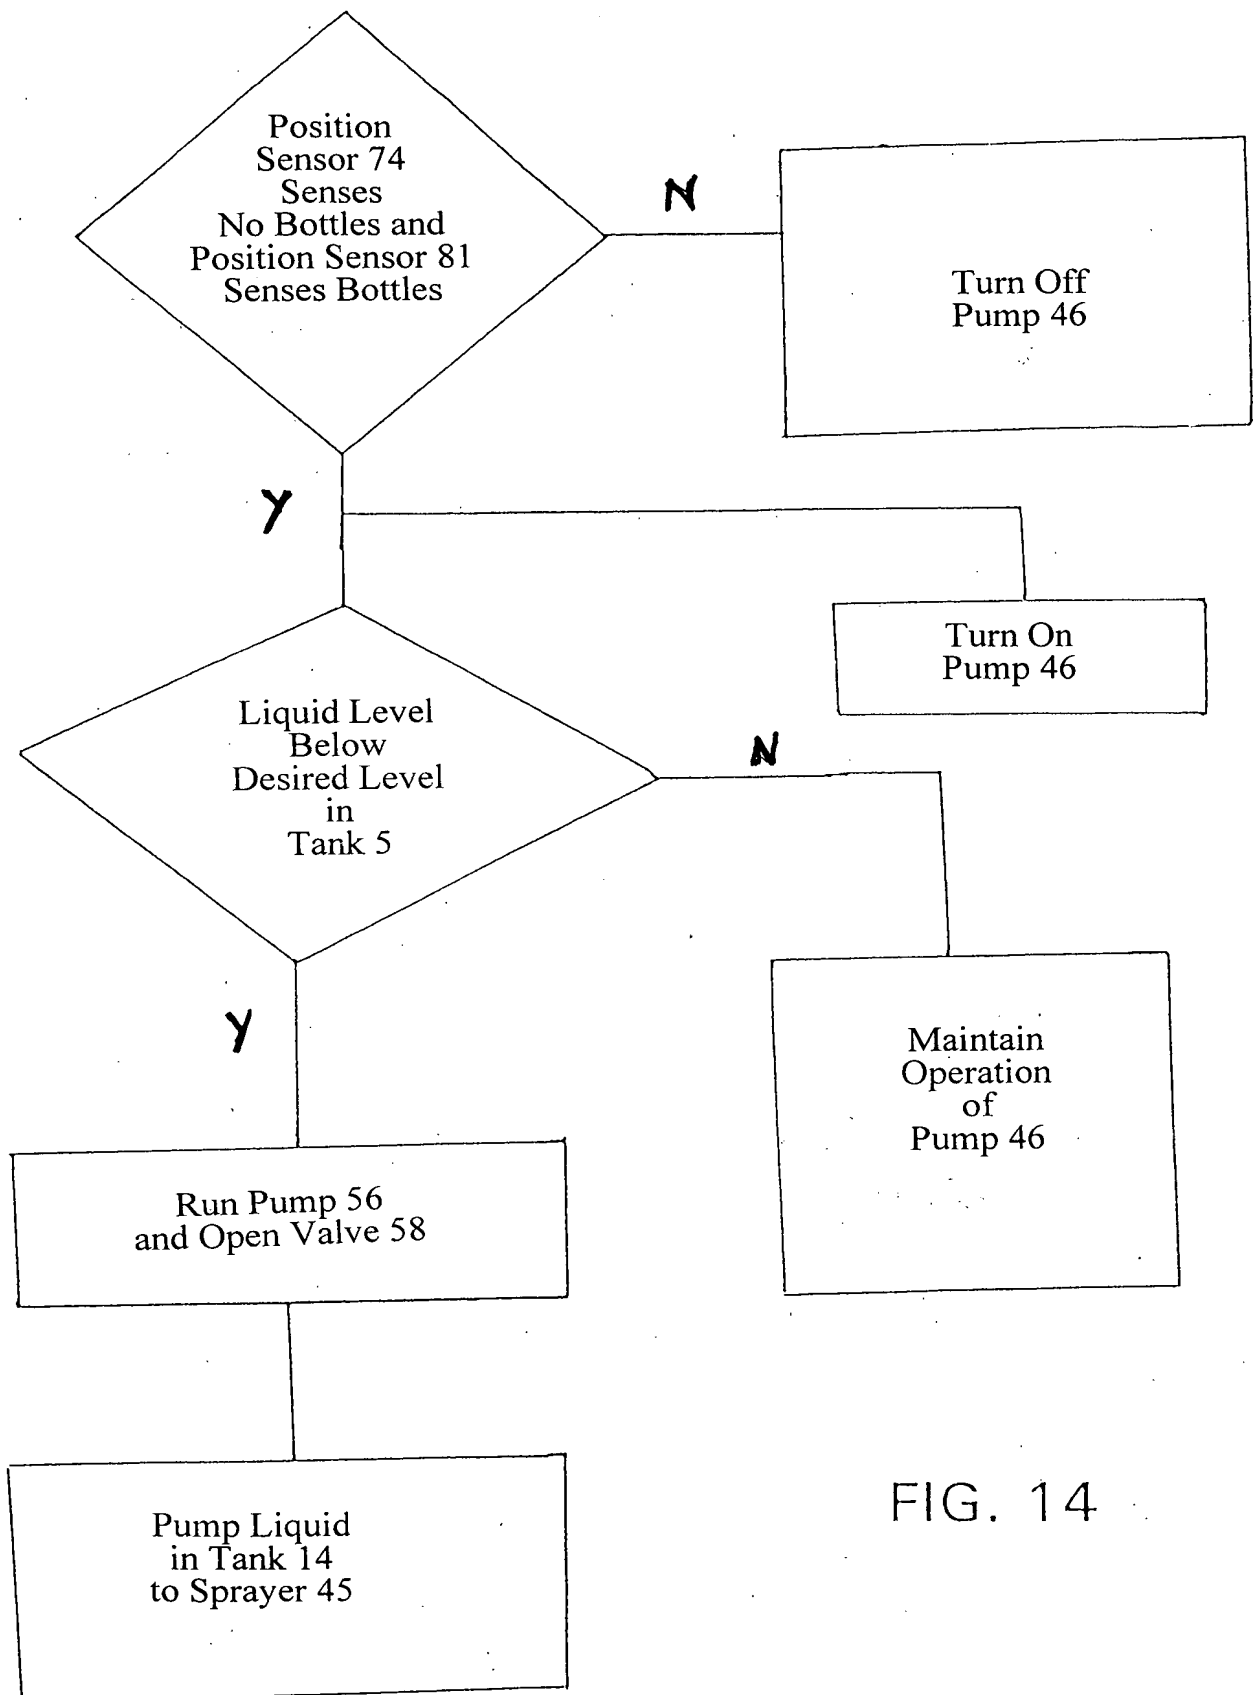 Position
Sensor 74
Senses
No Bottles and
Position Sensor 81
Senses Bottles
N
Turn Off
Pump 46
Y
Turn On
Pump 46
Liquid Level
Below
Desired Level
in
Tank 5
N
Y
Maintain
Operation
of
Pump 46
Run Pump 56
and Open Valve 58
Pump Liquid
in Tank 14
to Sprayer 45
FIG. 14